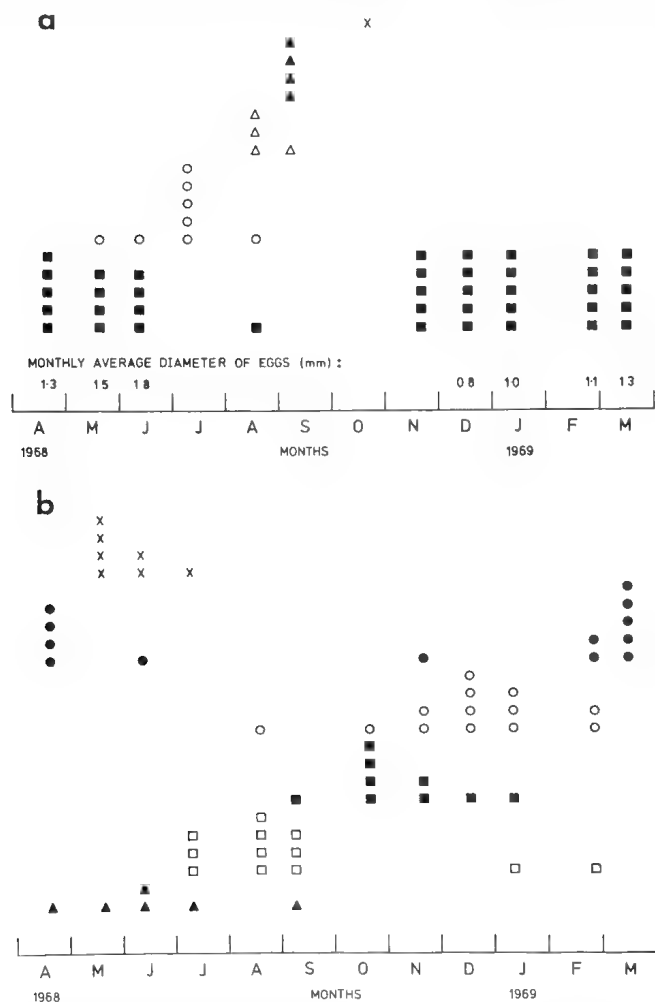 a
MONTHLY AVERAGE DIAMETER OF EGGS (mm) :
1·3 1·5 1·8 0·8 1·0 1·1 1·3
A M J J A S O N D J F M
1968 MONTHS 1969
b
A M J J A S O N D J F M
1968 MONTHS 1969